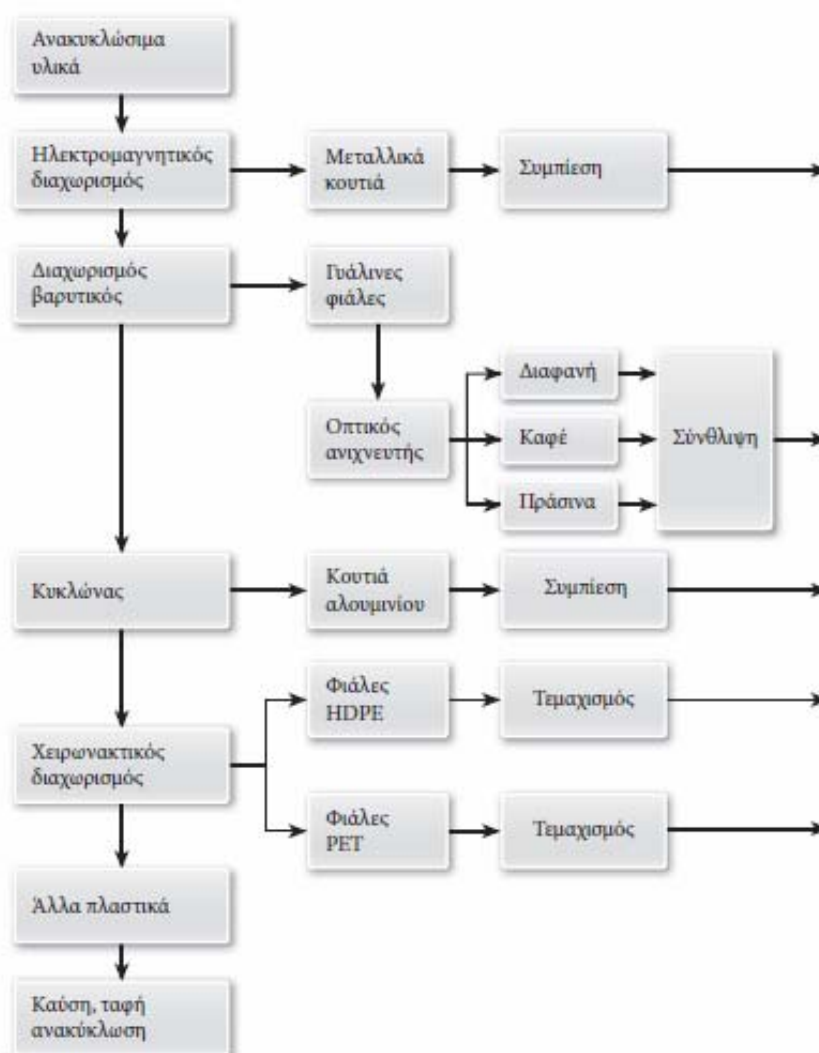 Ανακυκλώσιμα
υλικά
Ηλεκτρομαγνητικός
διαχωρισμός
Μεταλλικά
κουτιά
Συμπίεση
Διαχωρισμός
βαρυτικός
Γυάλινες
φιάλες
Οπτικός
ανιχνευτής
Διαφανή
Καφέ
Πράσινα
Σύνθλιψη
Κυκλώνας
Κουτιά
αλουμινίου
Συμπίεση
Χειρωνακτικός
διαχωρισμός
Φιάλες
HDPE
Τεμαχισμός
Φιάλες
PET
Τεμαχισμός
Άλλα πλαστικά
Καύση, ταφή
ανακύκλωση